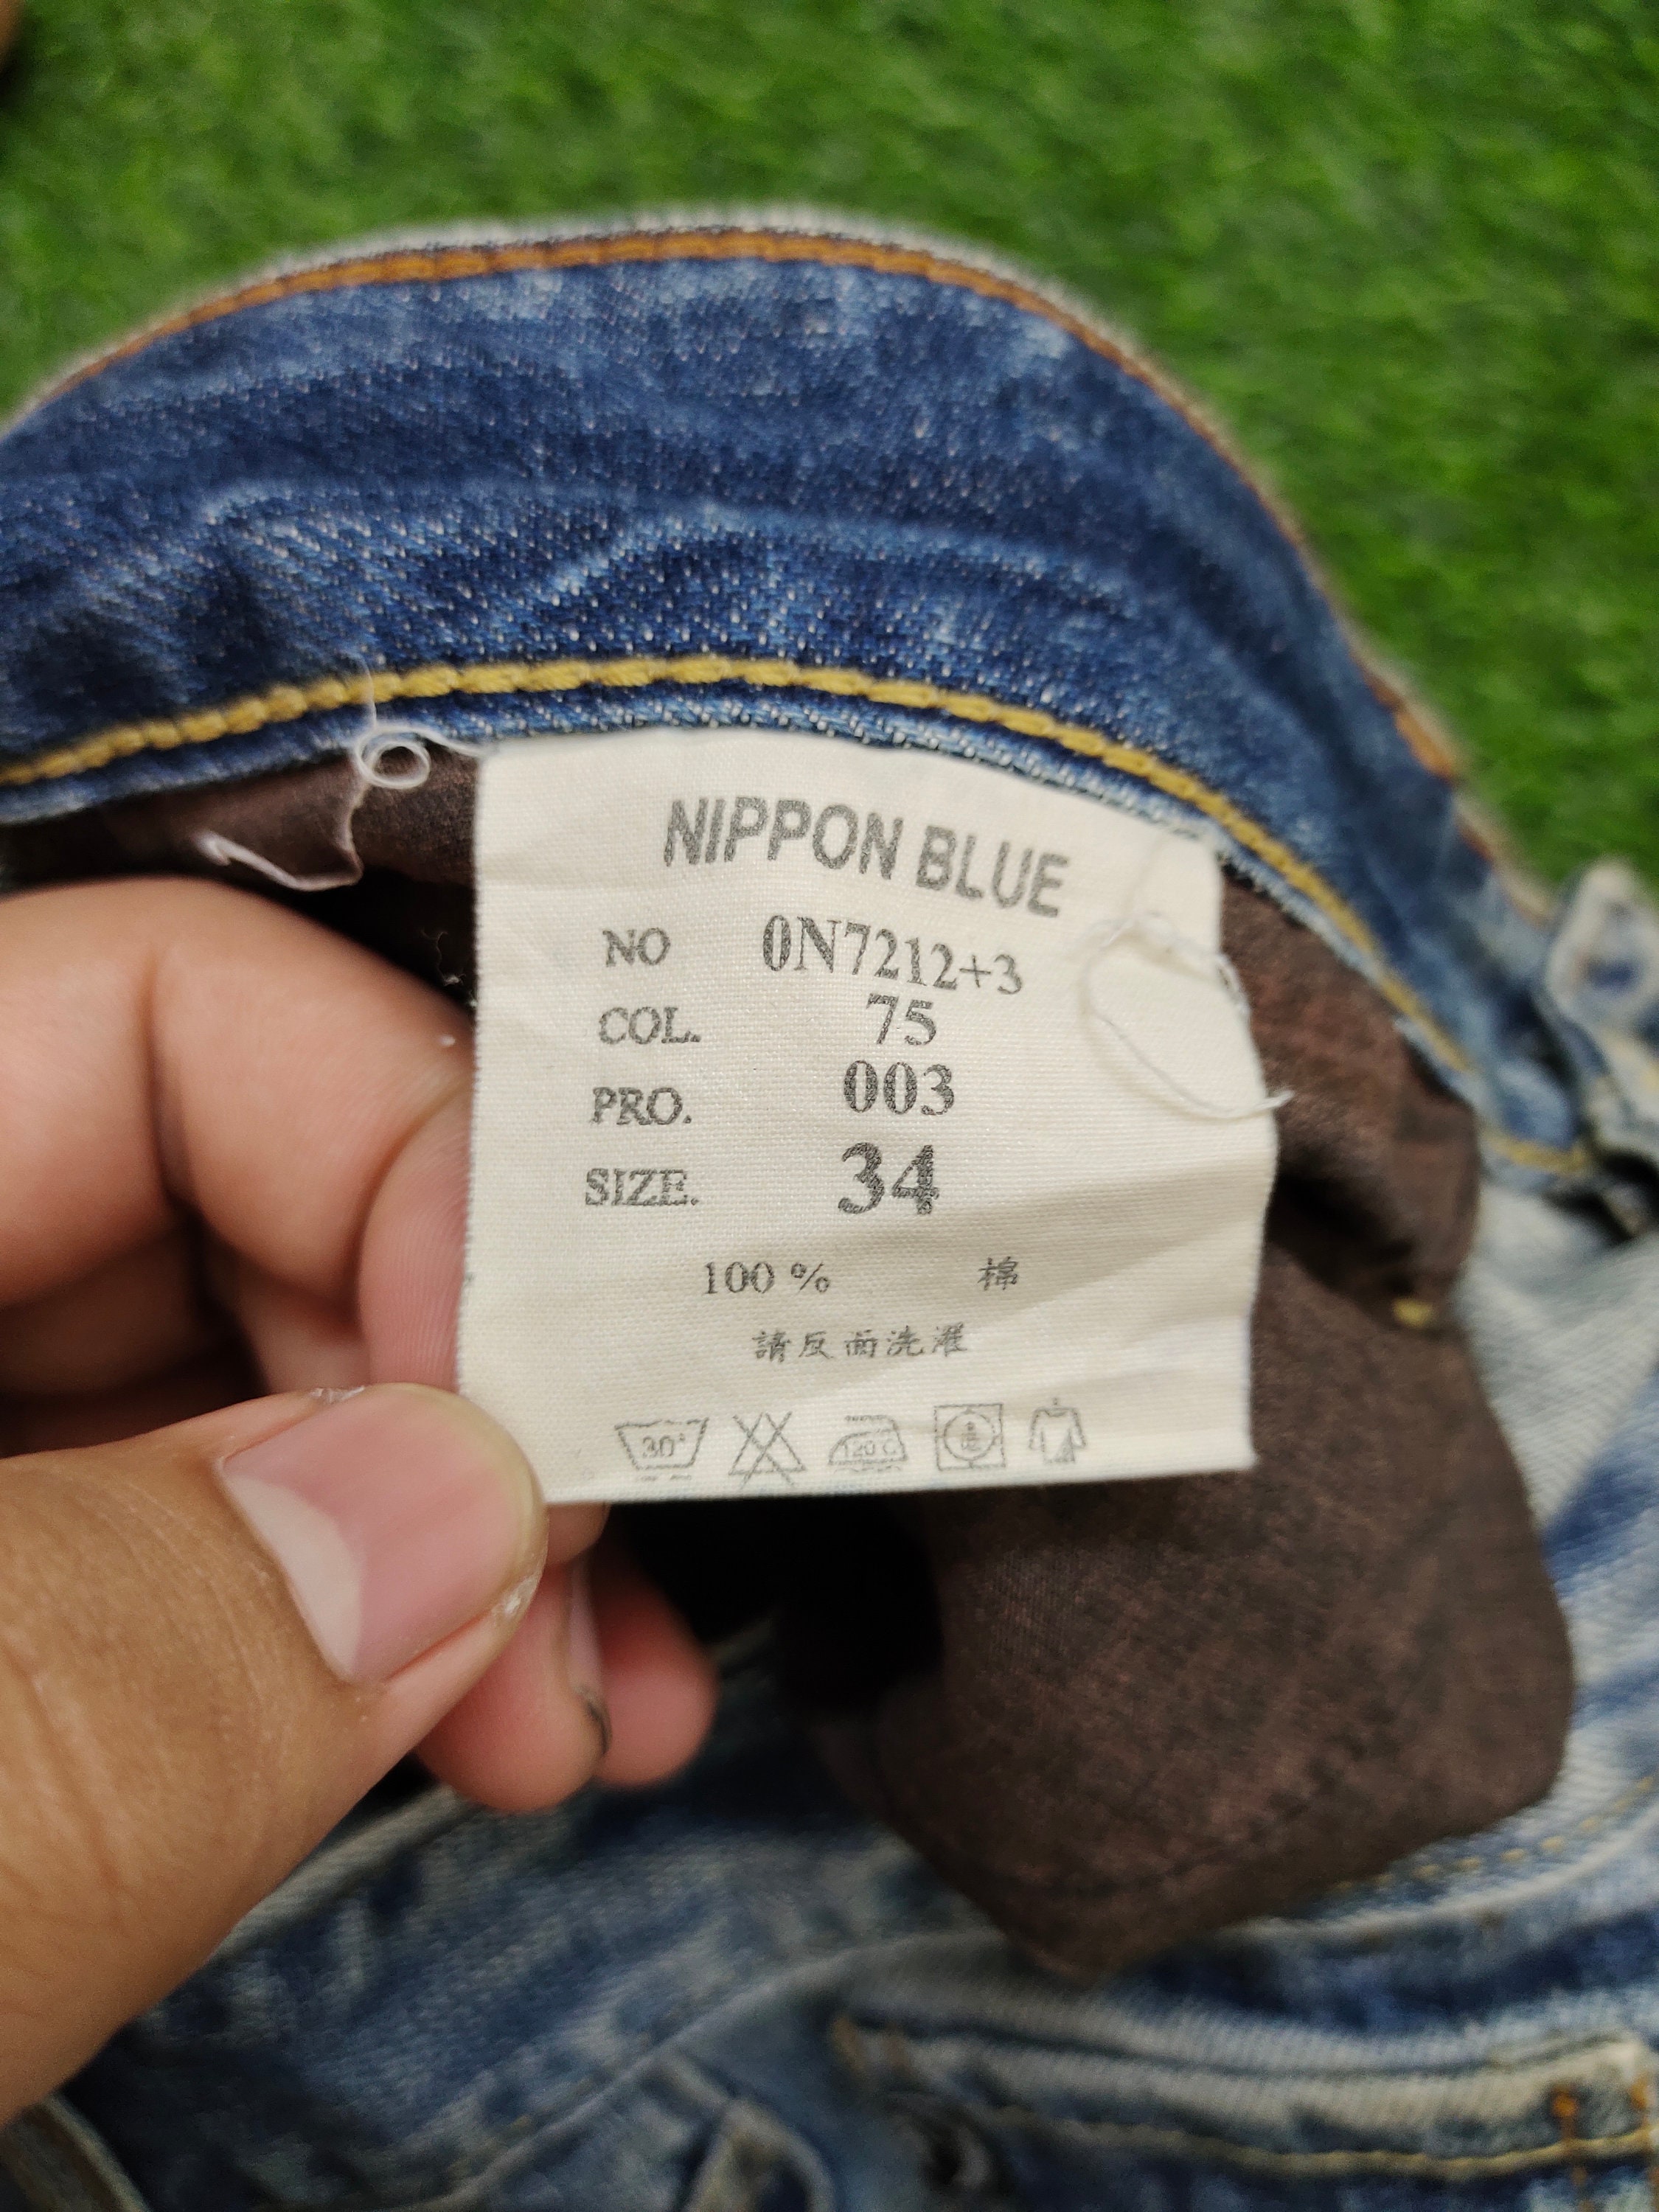 NIPPON BLUE
NO 0N7212+3
COL. 75
PRO. 003
SIZE. 34
100 % 棉
請反面洗濯
30°
120 C